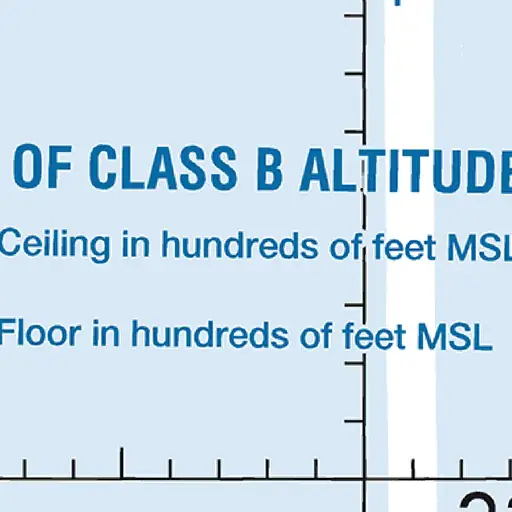 OF CLASS B ALTITUDE
Ceiling in hundreds of feet MSL
Floor in hundreds of feet MSL